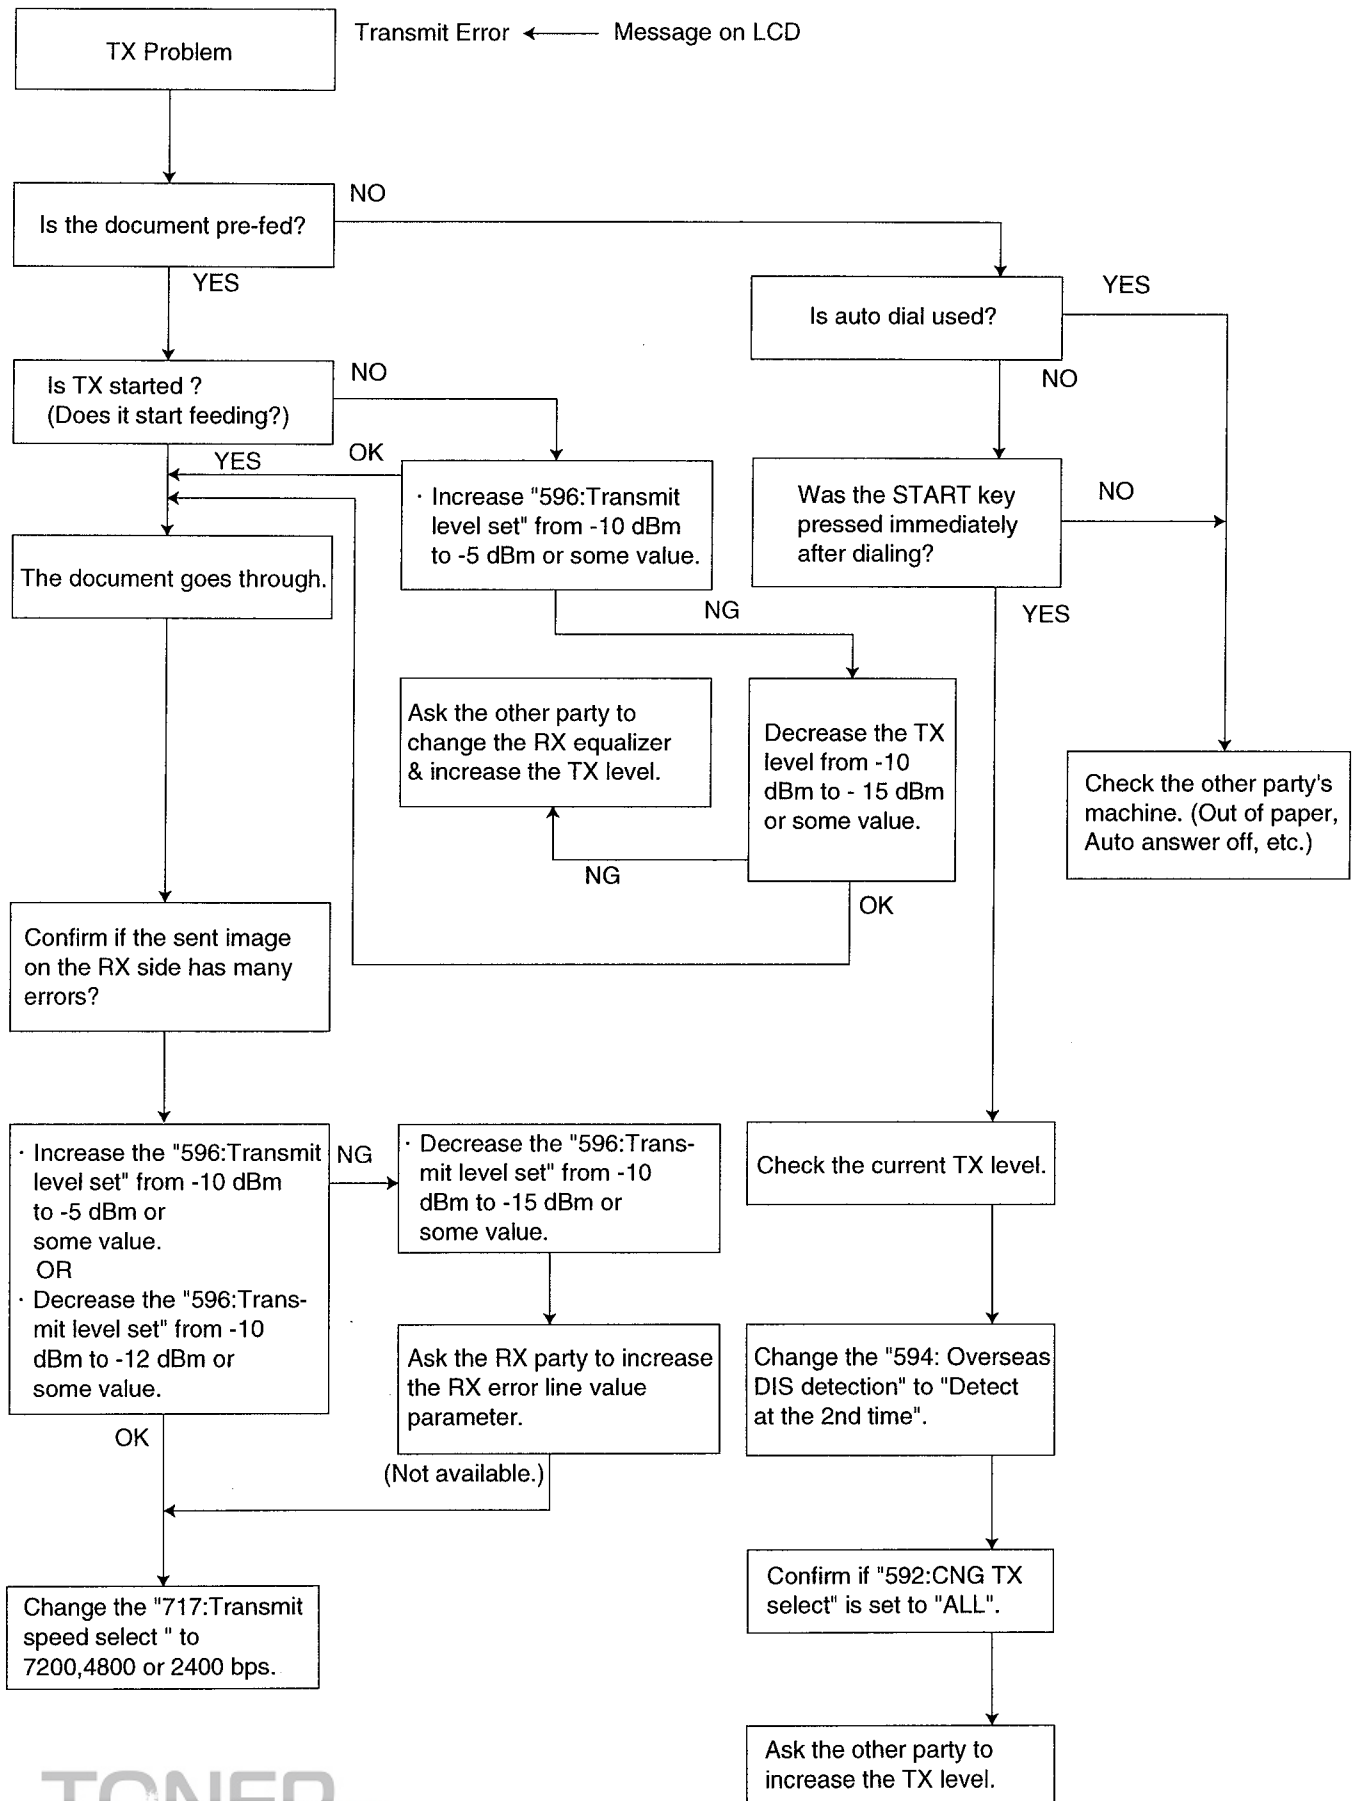 TX Problem
Transmit Error
Message on LCD
Is the document pre-fed?
NO
YES
Is auto dial used?
YES
NO
Is TX started ?
(Does it start feeding?)
NO
YES
OK
· Increase "596:Transmit
level set" from -10 dBm
to -5 dBm or some value.
Was the START key
pressed immediately
after dialing?
NO
YES
The document goes through.
NG
Ask the other party to
change the RX equalizer
& increase the TX level.
Decrease the TX
level from -10
dBm to - 15 dBm
or some value.
NG
OK
Check the other party's
machine. (Out of paper,
Auto answer off, etc.)
Confirm if the sent image
on the RX side has many
errors?
· Increase the "596:Transmit
level set" from -10 dBm
to -5 dBm or
some value.
OR
· Decrease the "596:Trans-
mit level set" from -10
dBm to -12 dBm or
some value.
NG
OK
· Decrease the "596:Trans-
mit level set" from -10
dBm to -15 dBm or
some value.
Ask the RX party to increase
the RX error line value
parameter.
(Not available.)
Change the "717:Transmit
speed select " to
7200,4800 or 2400 bps.
Check the current TX level.
Change the "594: Overseas
DIS detection" to "Detect
at the 2nd time".
Confirm if "592:CNG TX
select" is set to "ALL".
Ask the other party to
increase the TX level.
TONER